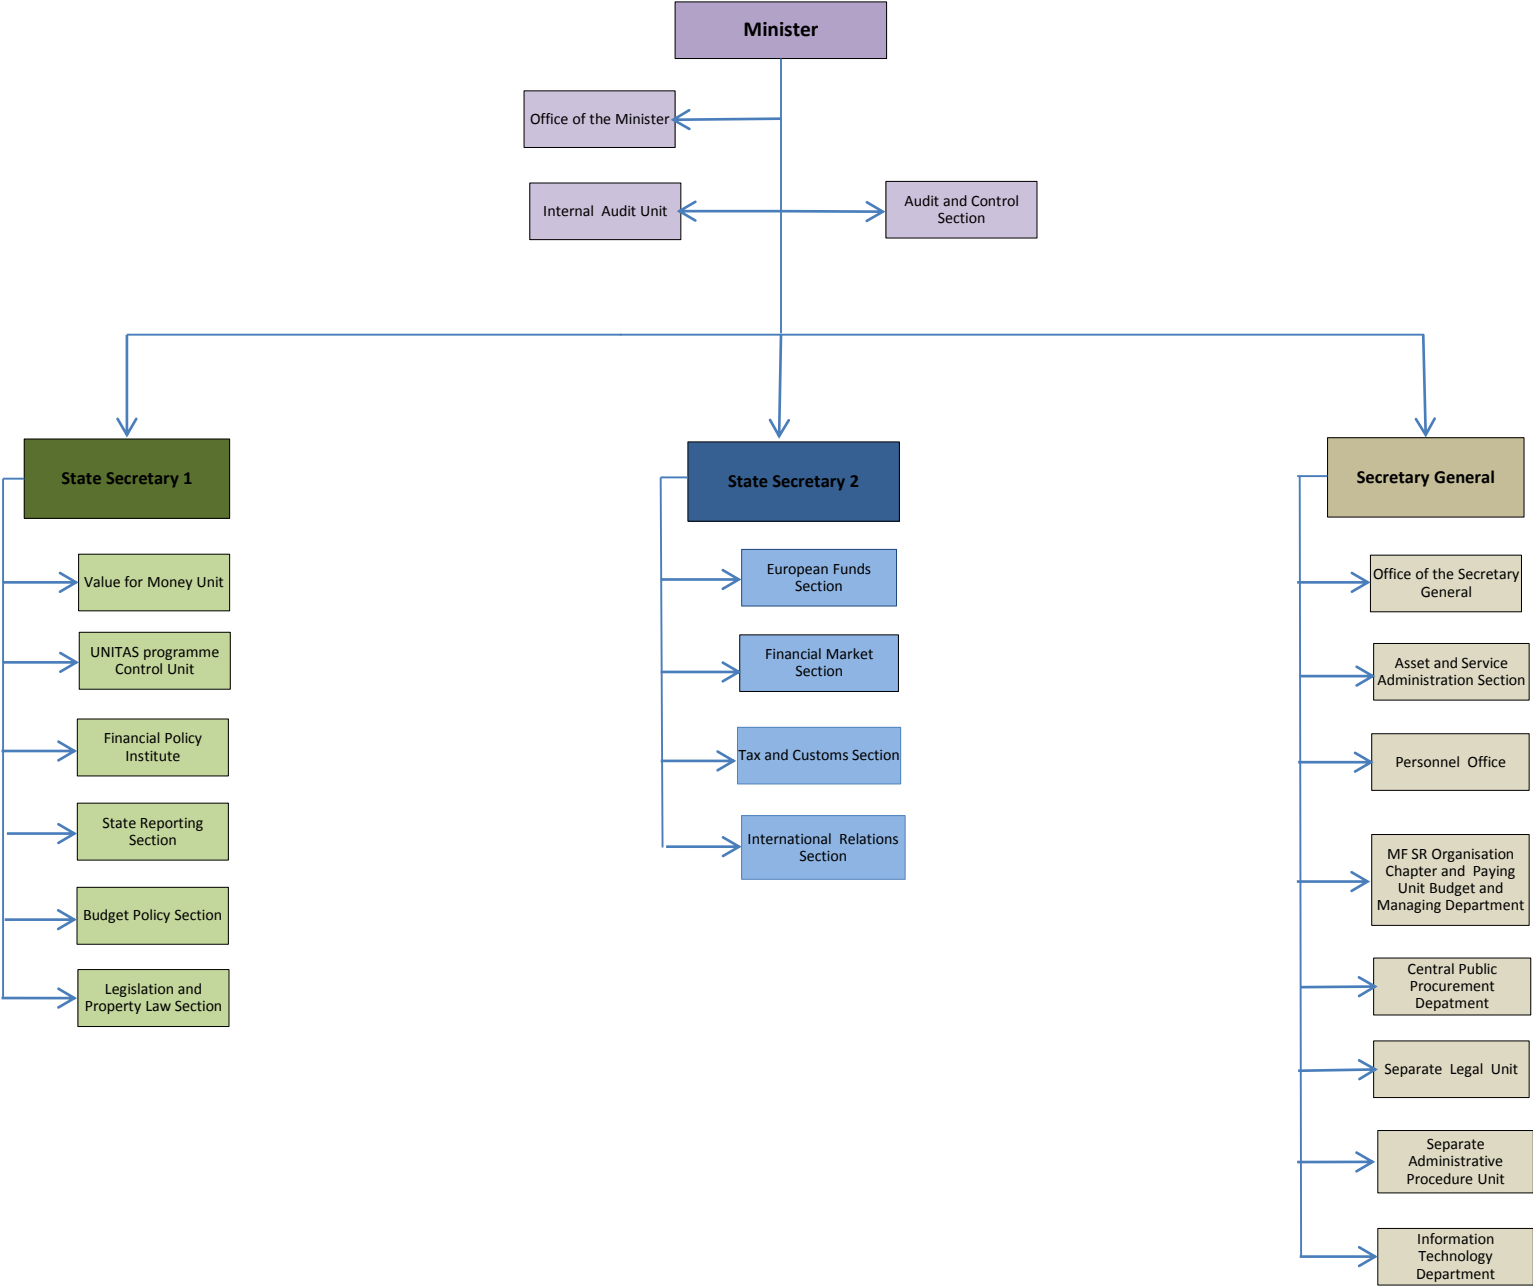 Minister
Office of the Minister
Internal Audit Unit
Audit and Control
Section
State Secretary 1
Value for Money Unit
UNITAS programme
Control Unit
Financial Policy
Institute
State Reporting
Section
Budget Policy Section
Legislation and
Property Law Section
State Secretary 2
European Funds
Section
Financial Market
Section
Tax and Customs Section
International Relations
Section
Secretary General
Office of the Secretary
General
Asset and Service
Administration Section
Personnel Office
MF SR Organisation
Chapter and Paying
Unit Budget and
Managing Department
Central Public
Procurement
Depatment
Separate Legal Unit
Separate
Administrative
Procedure Unit
Information
Technology
Department